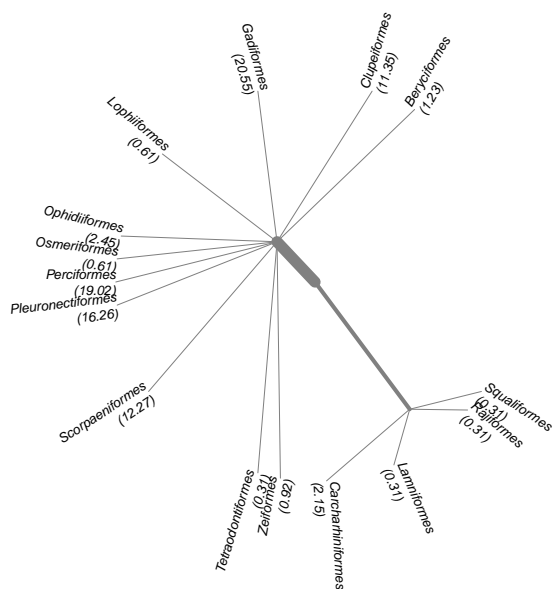 Gadiformes
(20.55)
Clupeiformes
(11.35)
Beryciformes
(1.23)
Lophiiformes
(0.61)
Ophidiiformes
(2.45)
Osmeriformes
(0.61)
Perciformes
(19.02)
Pleuronectiformes
(16.26)
Scorpaeniformes
(12.27)
Tetraodontiformes
(0.31)
Zeiformes
(0.92)
Carcharhiniformes
(2.15)
Lamniformes
(0.31)
Squaliformes
(0.31)
Rajiformes
(0.31)